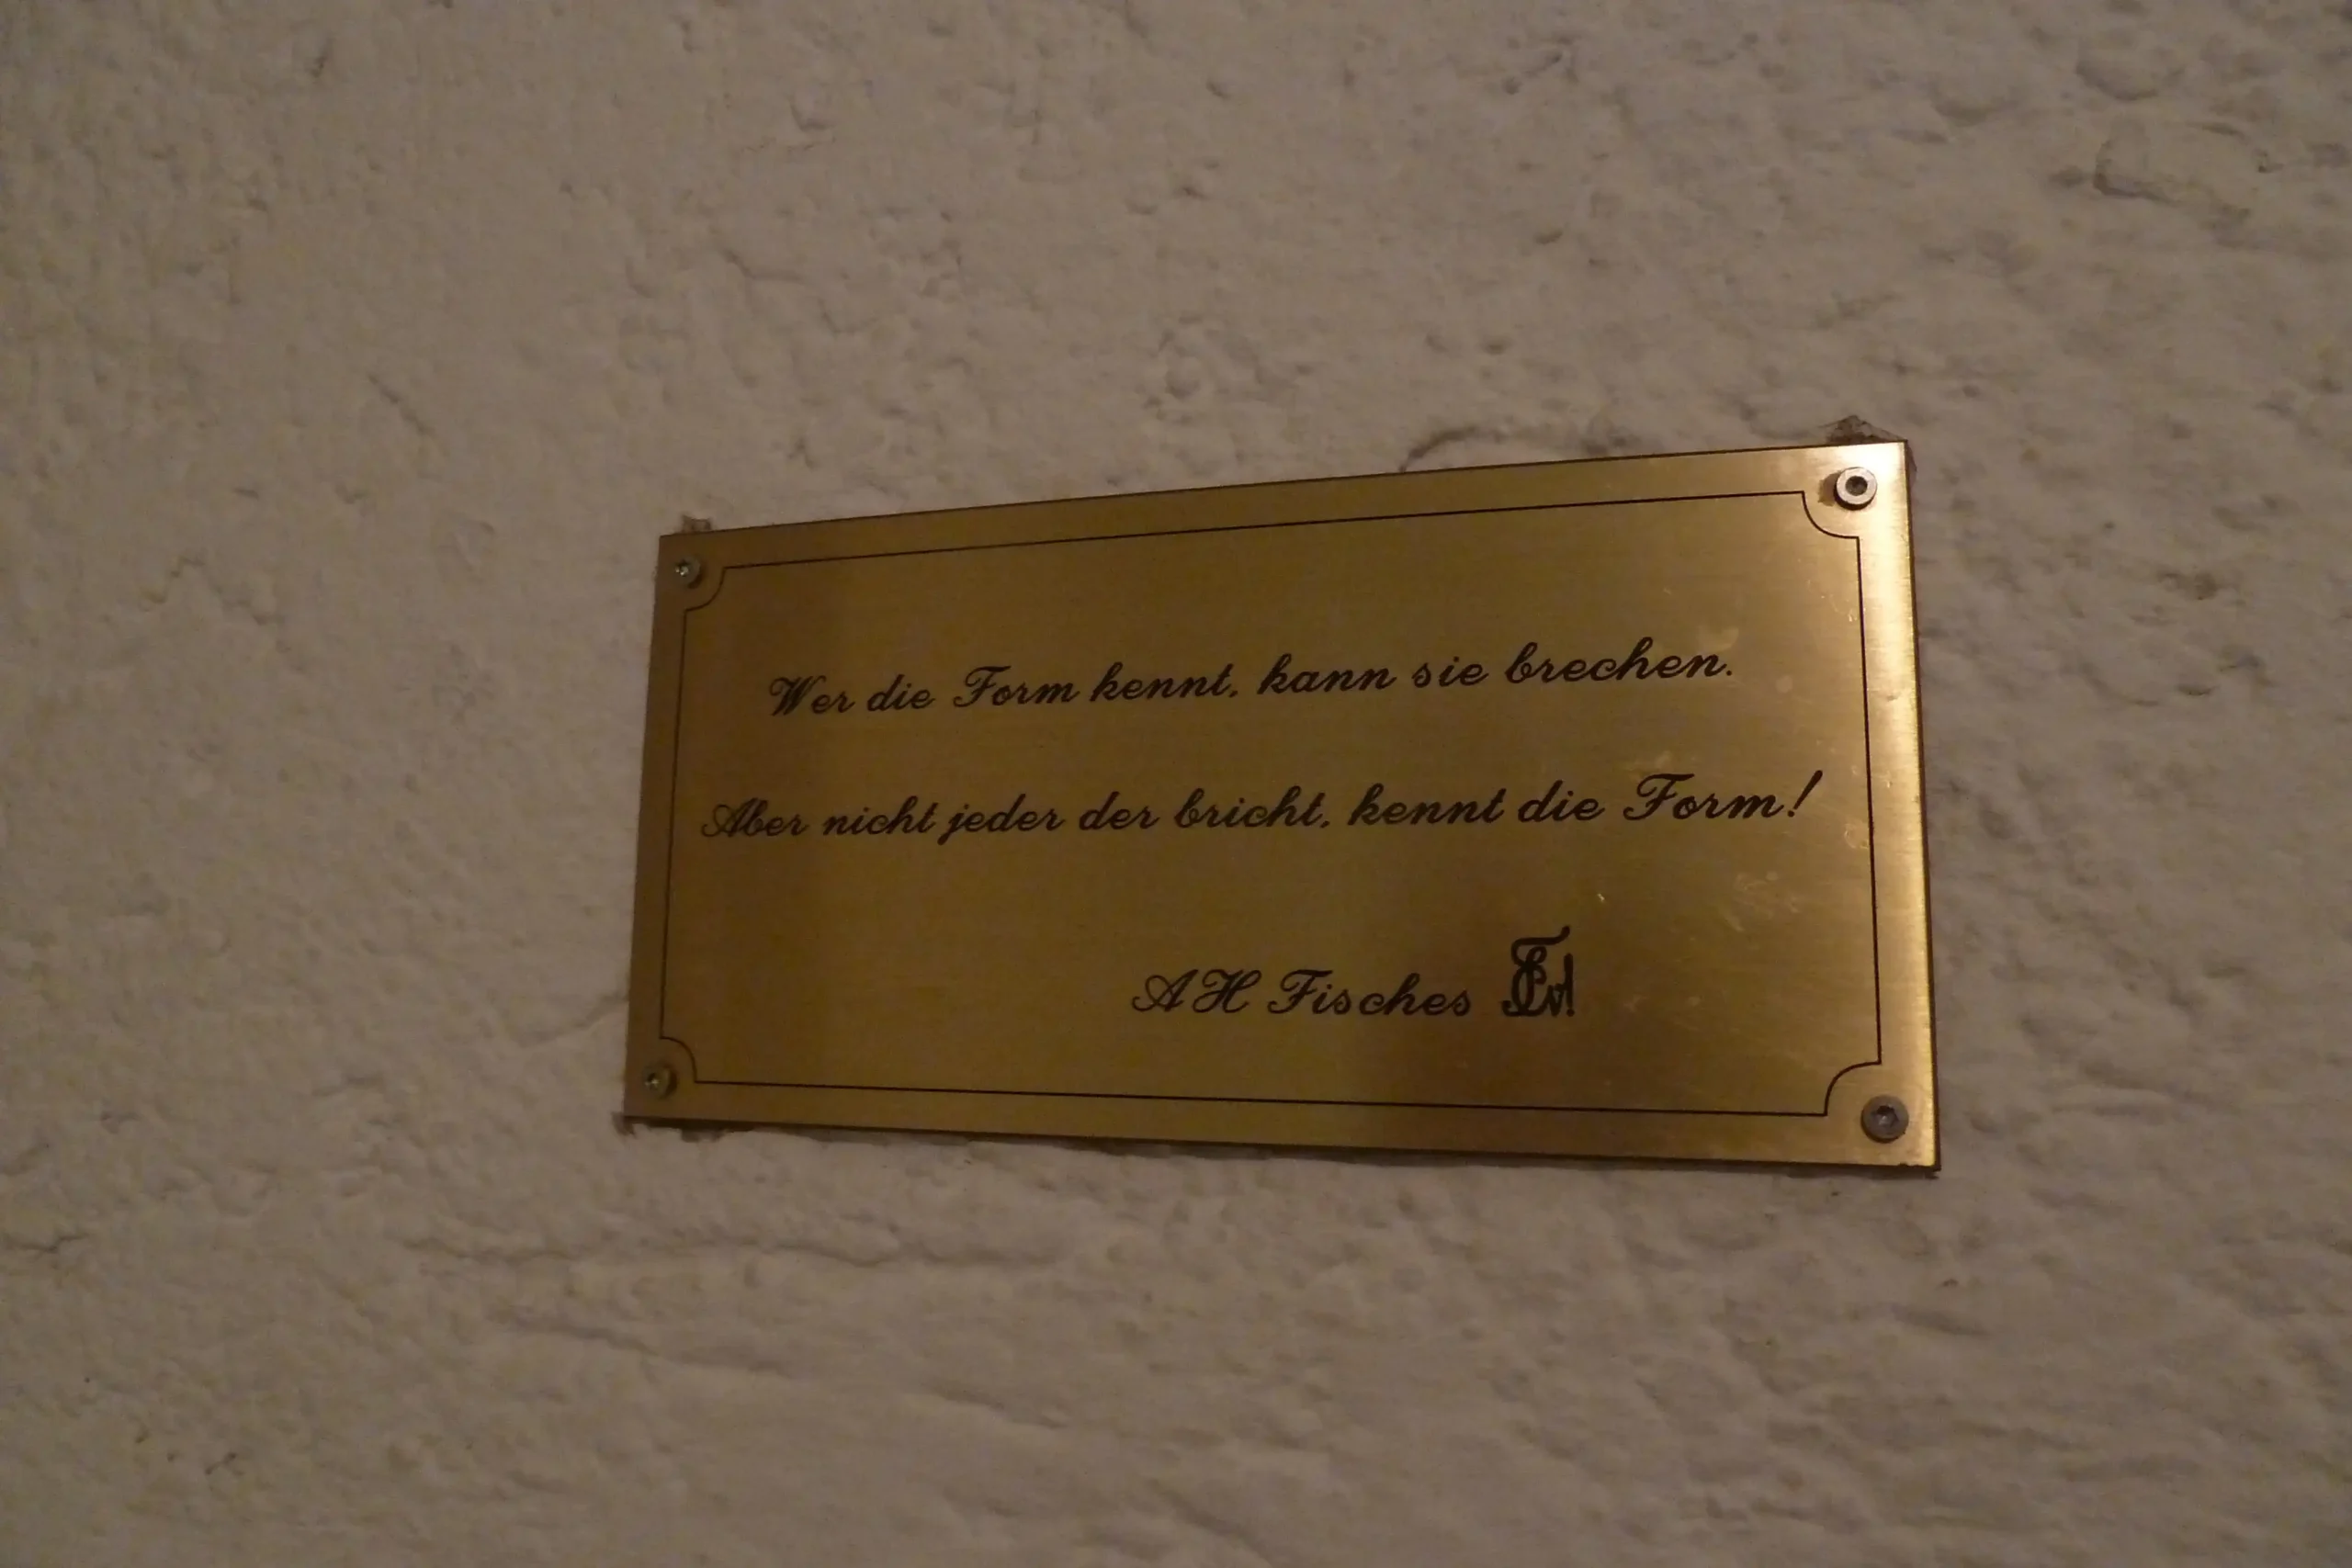 Wer die Form kennt, kann sie brechen.
Aber nicht jeder der bricht, kennt die Form!
AH Fisches